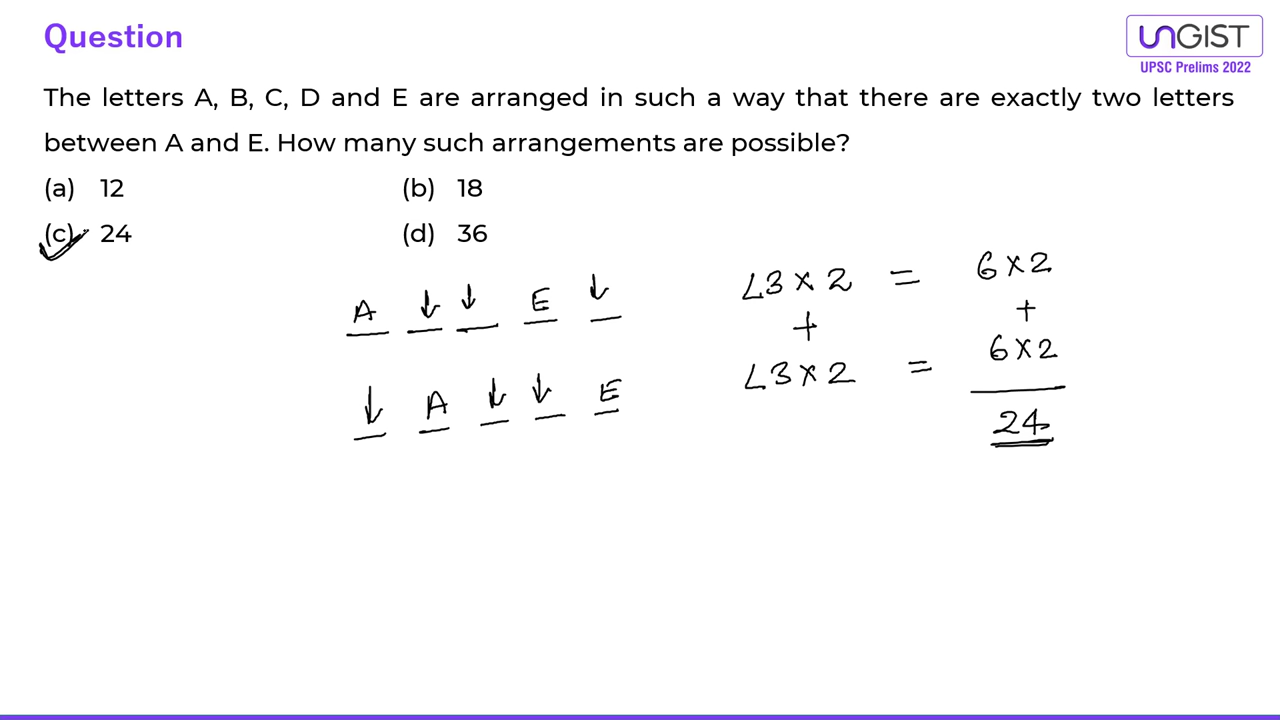 Question
UNGIST
UPSC Prelims 2022
The letters A, B, C, D and E are arranged in such a way that there are exactly two letters
between A and E. How many such arrangements are possible?
(a) 12 (b) 18
(c) 24 (d) 36
A ↓ ↓ E ↓ ∠3 × 2 = 6 × 2
+ +
↓ A ↓ ↓ E ∠3 × 2 = 6 × 2
24